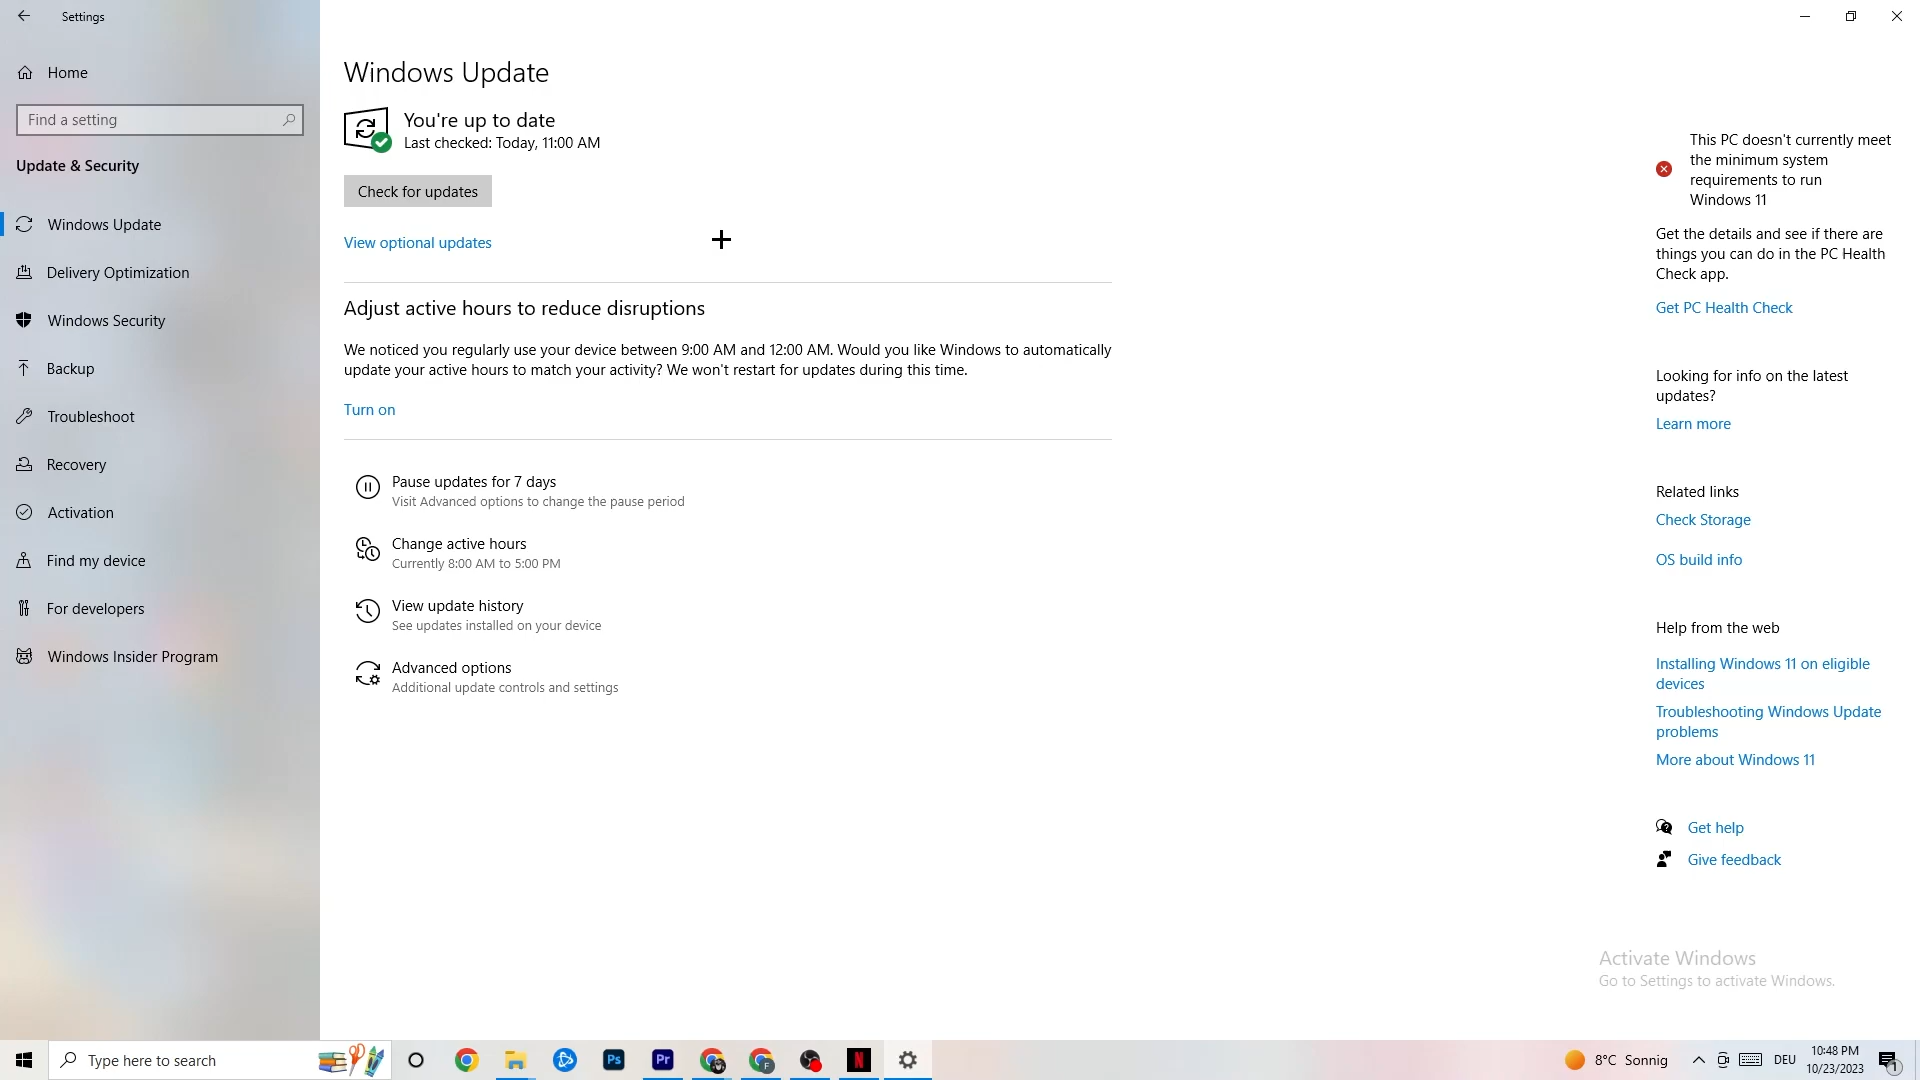 Settings
Home
Find a setting
Update & Security
Windows Update
Delivery Optimization
Windows Security
Backup
Troubleshoot
Recovery
Activation
Find my device
For developers
Windows Insider Program
Windows Update
You're up to date
Last checked: Today, 11:00 AM
Check for updates
View optional updates
Adjust active hours to reduce disruptions
We noticed you regularly use your device between 9:00 AM and 12:00 AM. Would you like Windows to automatically
update your active hours to match your activity? We won't restart for updates during this time.
Turn on
Pause updates for 7 days
Visit Advanced options to change the pause period
Change active hours
Currently 8:00 AM to 5:00 PM
View update history
See updates installed on your device
Advanced options
Additional update controls and settings
This PC doesn't currently meet
the minimum system
requirements to run
Windows 11
Get the details and see if there are
things you can do in the PC Health
Check app.
Get PC Health Check
Looking for info on the latest
updates?
Learn more
Related links
Check Storage
OS build info
Help from the web
Installing Windows 11 on eligible
devices
Troubleshooting Windows Update
problems
More about Windows 11
Get help
Give feedback
Activate Windows
Go to Settings to activate Windows.
Type here to search
Ps
Pr
F
N
8°C Sonnig
DEU
10:48 PM
10/23/2023
1